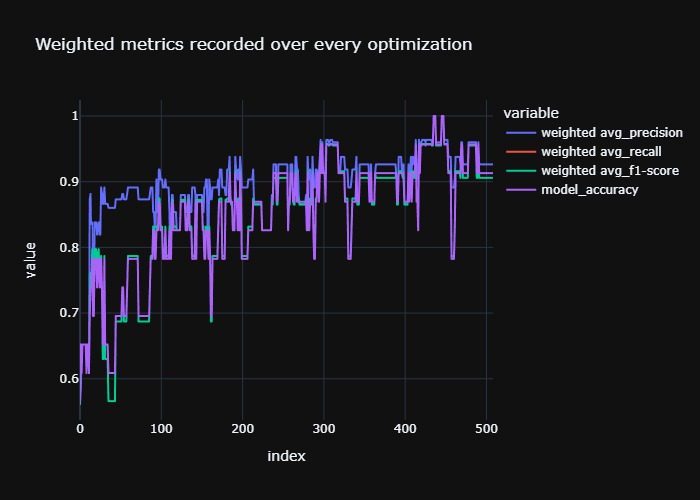 Weighted metrics recorded over every optimization
variable
weighted avg_precision
weighted avg_recall
weighted avg_f1-score
model_accuracy
1
0.9
0.8
0.7
0.6
value
0 100 200 300 400 500
index